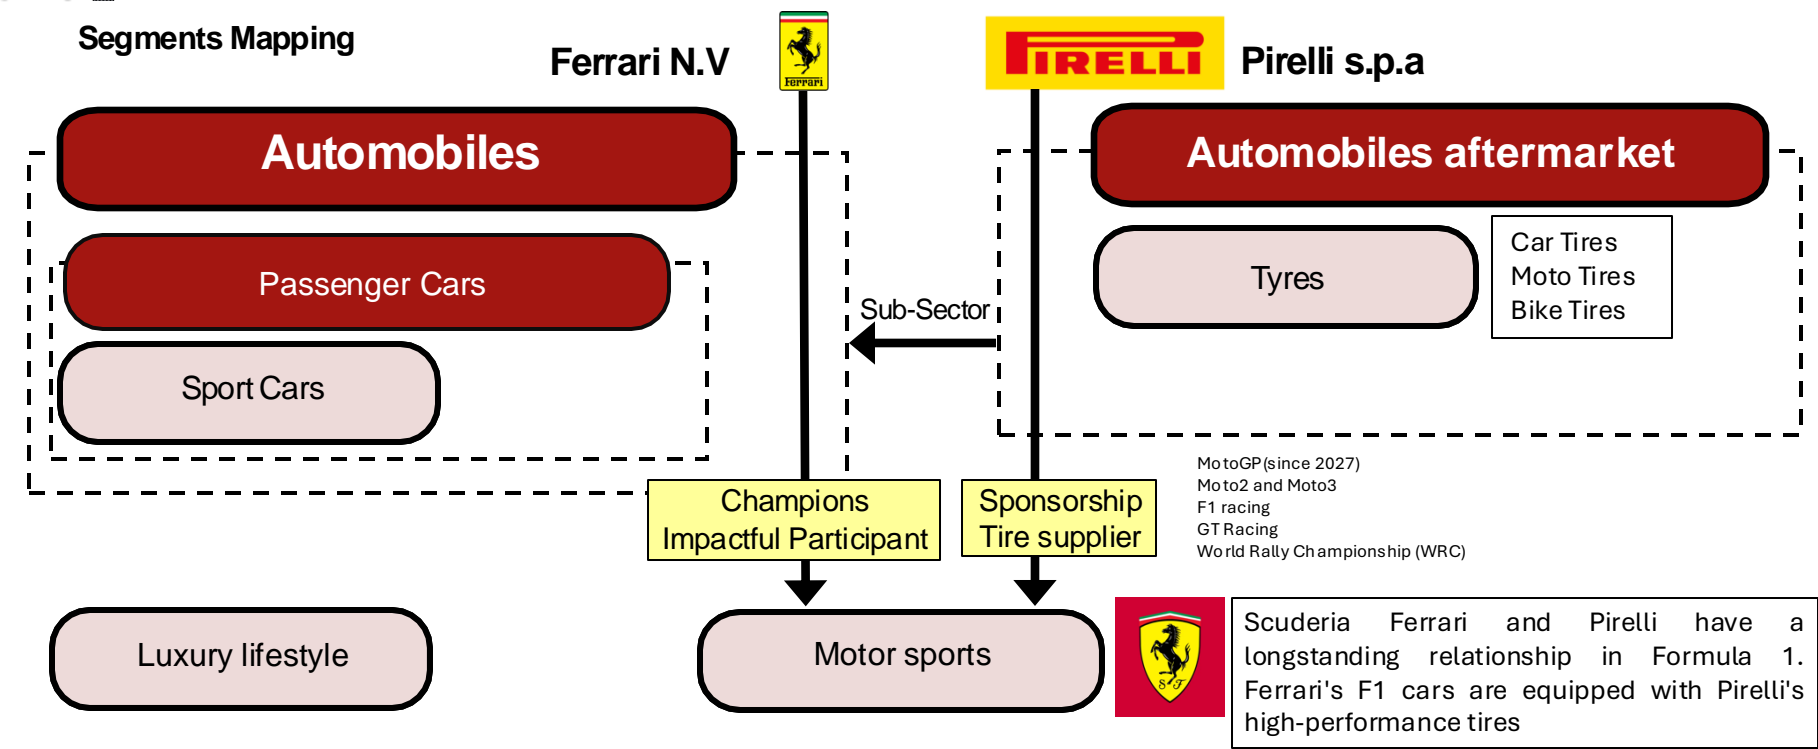 Segments Mapping
Ferrari N.V
Ferrari
PIRELLI
Pirelli s.p.a
Automobiles
Automobiles aftermarket
Passenger Cars
Tyres
Car Tires
Moto Tires
Bike Tires
Sub-Sector
Sport Cars
Champions
Impactful Participant
Sponsorship
Tire supplier
MotoGP(since 2027)
Moto2 and Moto3
F1 racing
GT Racing
World Rally Championship (WRC)
Luxury lifestyle
Motor sports
S F
Scuderia Ferrari and Pirelli have a
longstanding relationship in Formula 1.
Ferrari's F1 cars are equipped with Pirelli's
high-performance tires